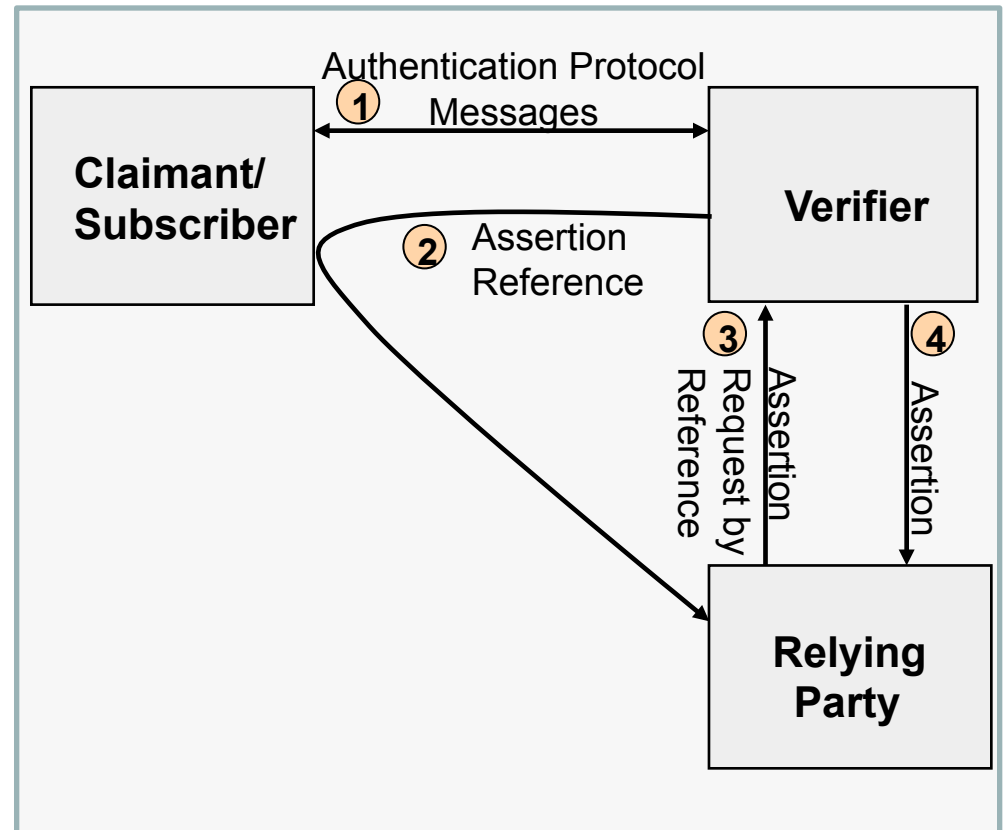 Authentication Protocol
1
Messages
Claimant/
Subscriber
Verifier
2
Assertion
Reference
3
Assertion
Request by
Reference
4
Assertion
Relying
Party